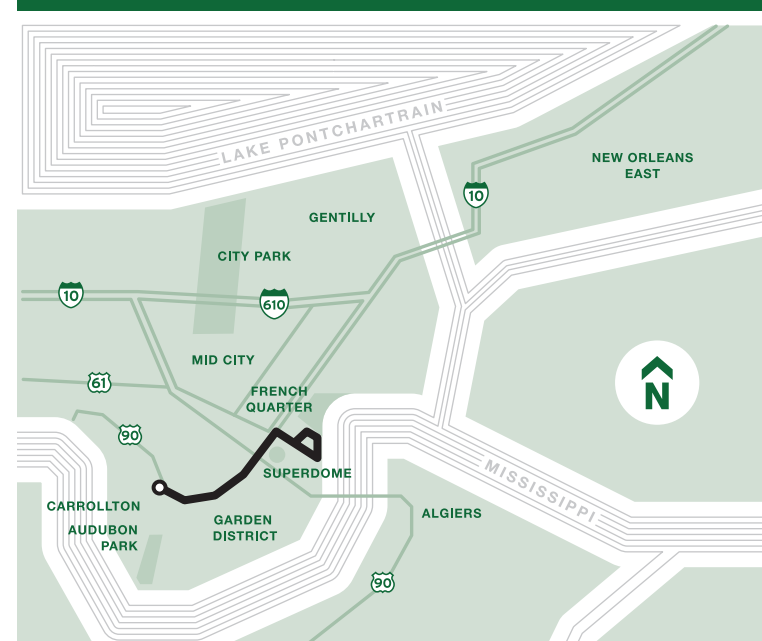 LAKE PONTCHARTRAIN
NEW ORLEANS
EAST
10
GENTILLY
CITY PARK
10
610
MID CITY
61
FRENCH
QUARTER
90
SUPERDOME
MISSISSIPPI
N
CARROLLTON
GARDEN
DISTRICT
ALGIERS
AUDUBON
PARK
90